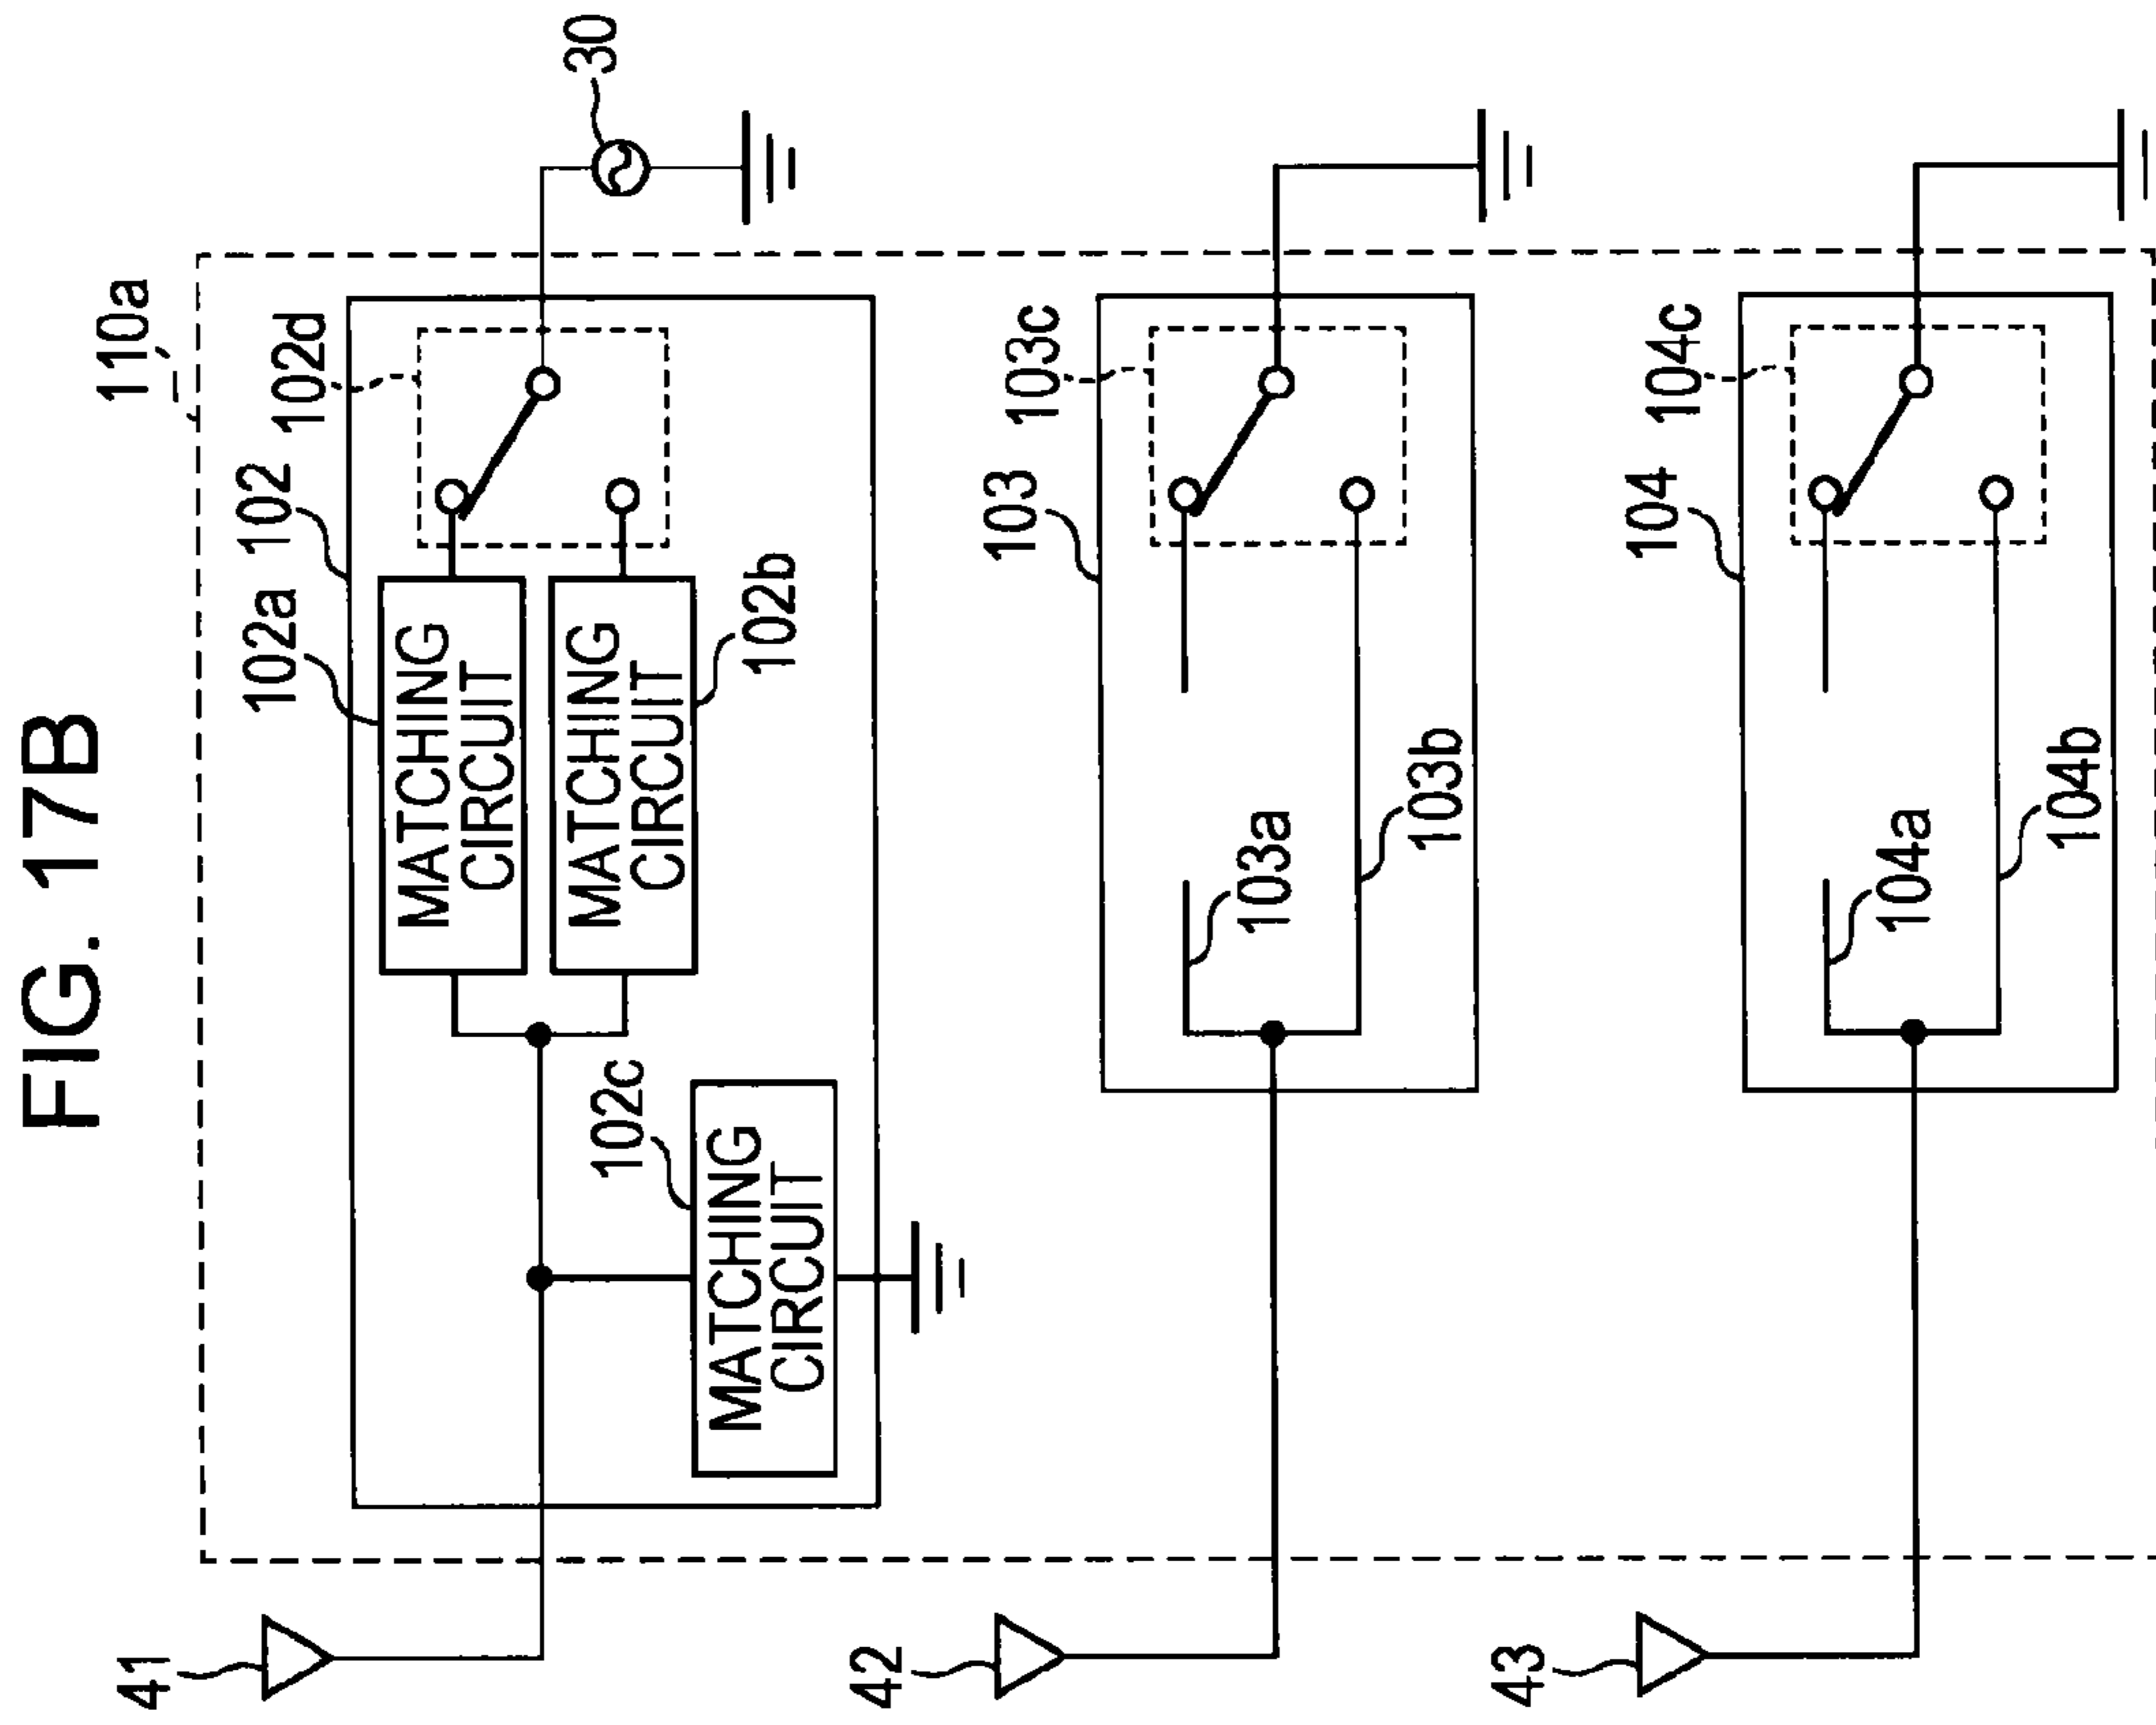 FIG. 17B
110a
41
102
102a
MATCHING
CIRCUIT
102d
30
MATCHING
CIRCUIT
102b
102c
MATCHING
CIRCUIT
42
103
103c
103a
103b
43
104
104c
104a
104b